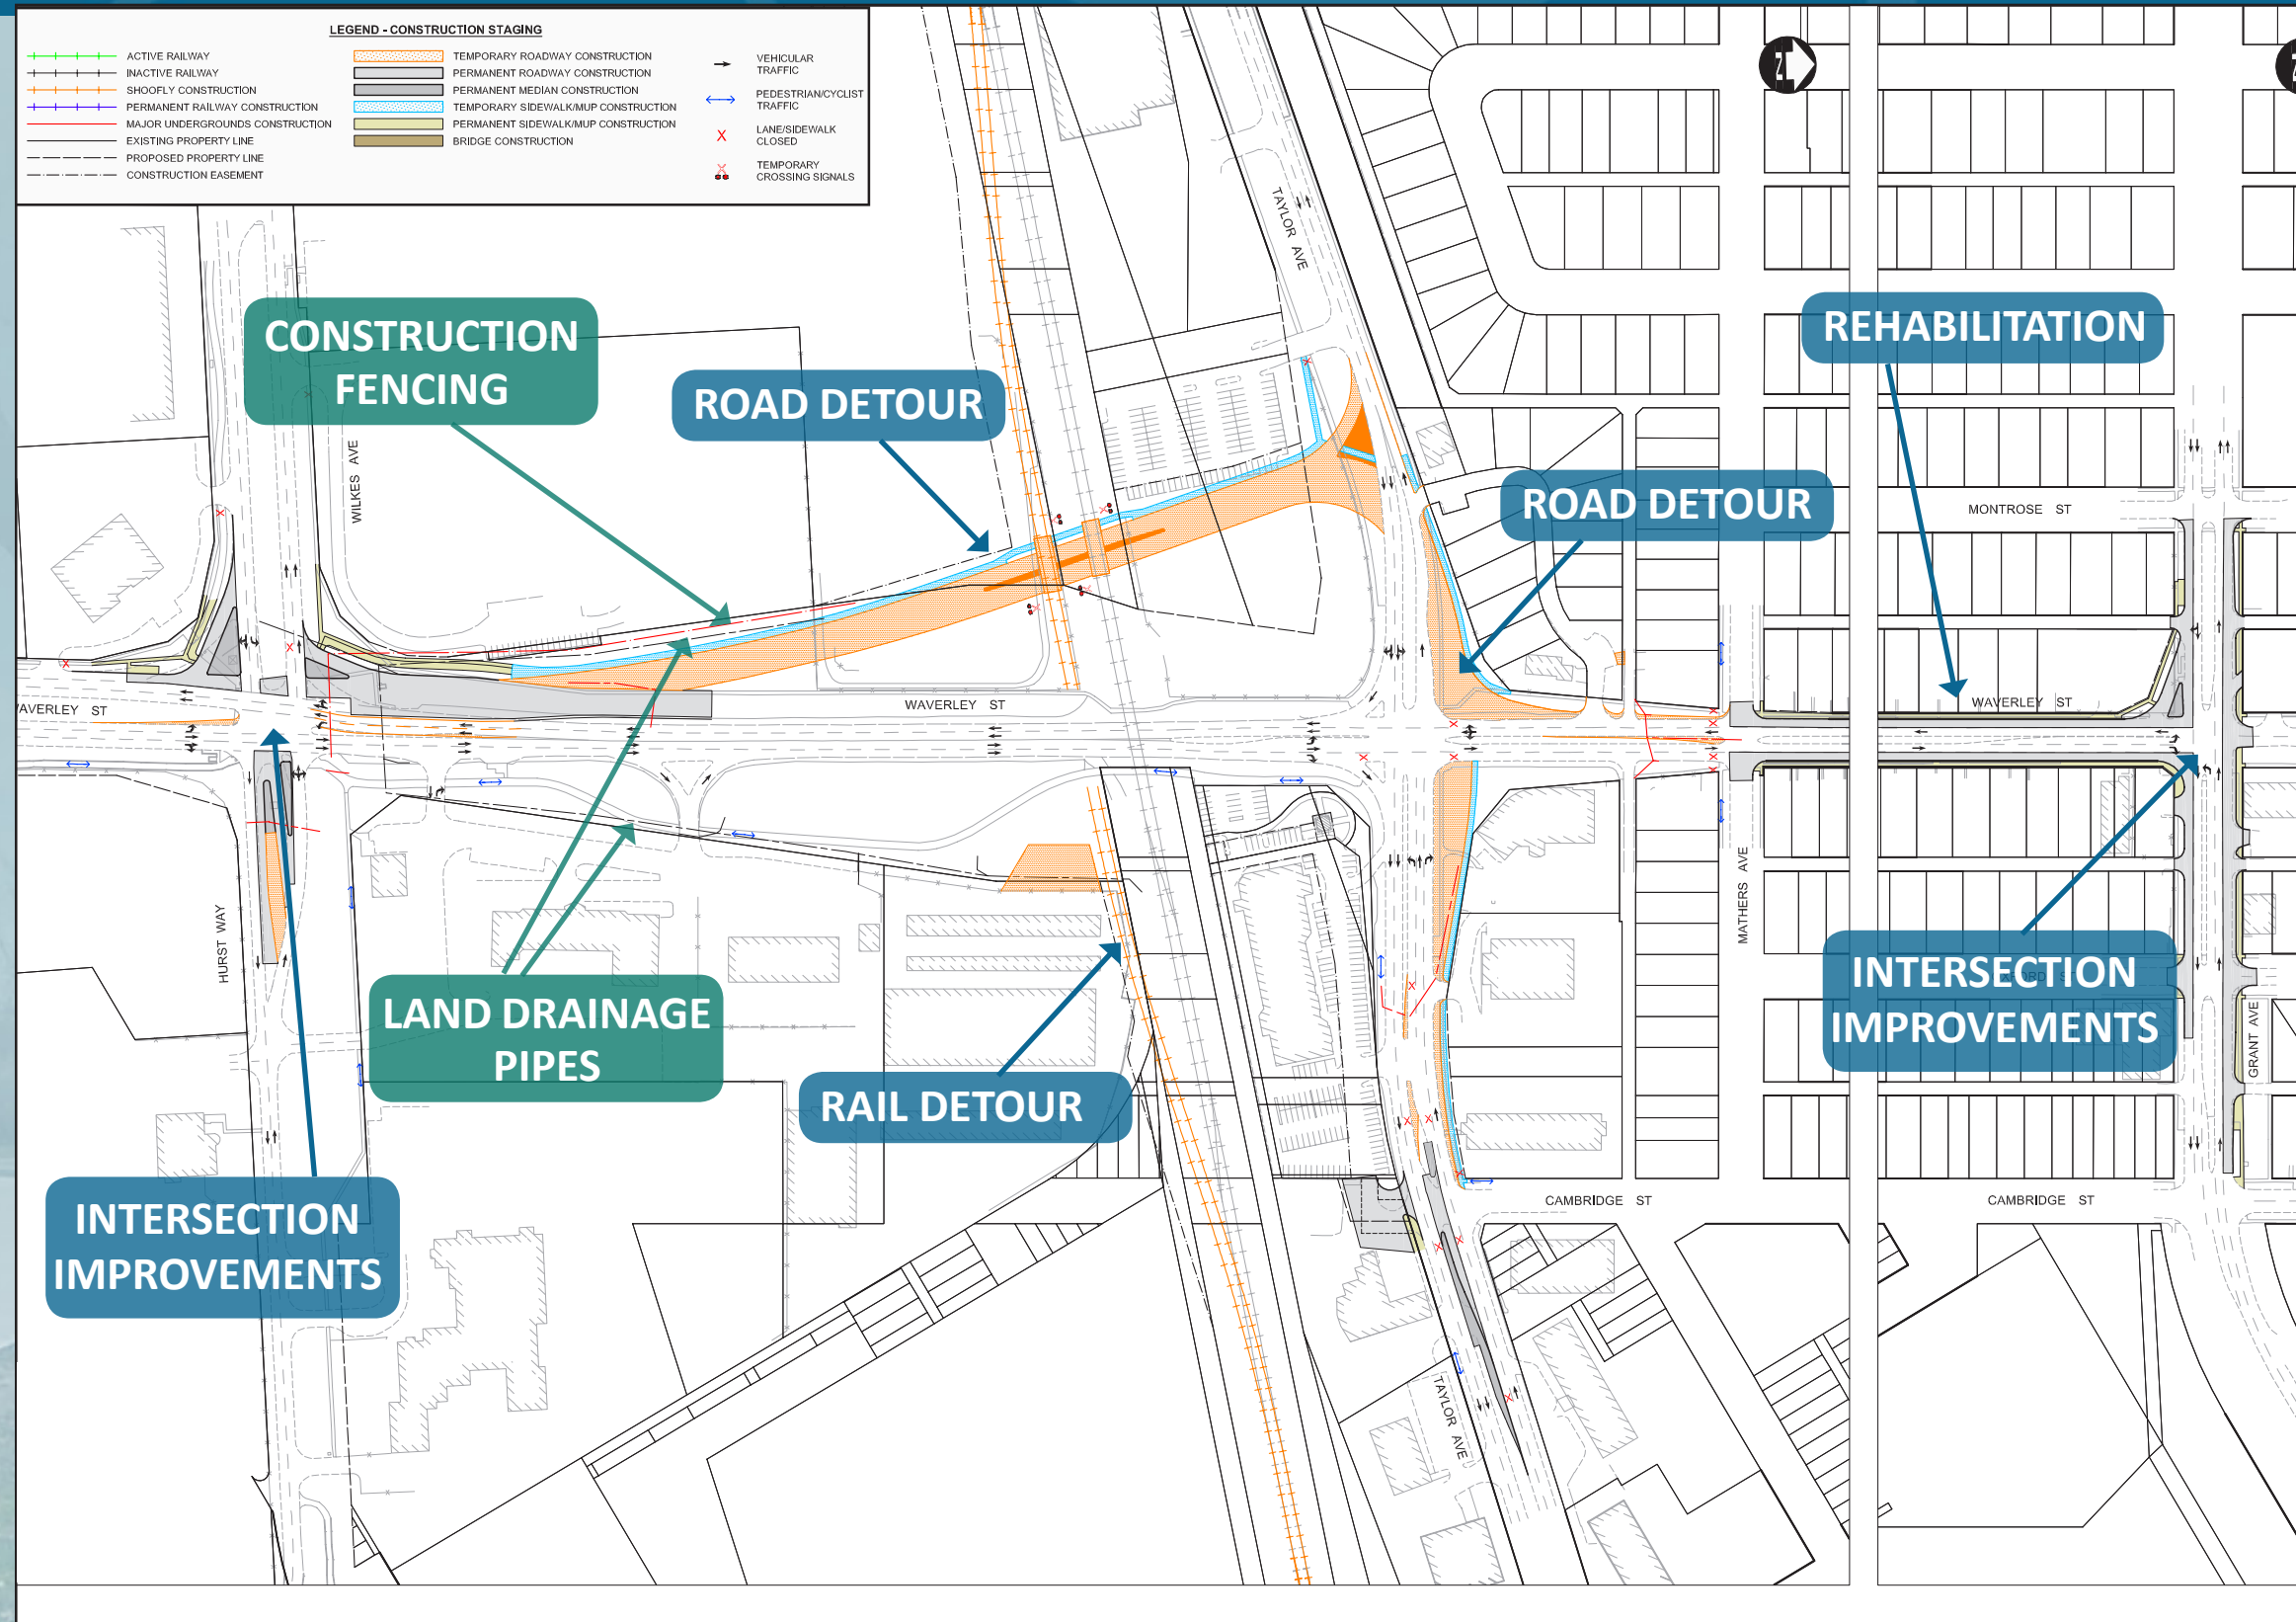 LEGEND - CONSTRUCTION STAGING
ACTIVE RAILWAY
INACTIVE RAILWAY
SHOOFLY CONSTRUCTION
PERMANENT RAILWAY CONSTRUCTION
MAJOR UNDERGROUNDS CONSTRUCTION
EXISTING PROPERTY LINE
PROPOSED PROPERTY LINE
CONSTRUCTION EASEMENT
TEMPORARY ROADWAY CONSTRUCTION
PERMANENT ROADWAY CONSTRUCTION
PERMANENT MEDIAN CONSTRUCTION
TEMPORARY SIDEWALK/MUP CONSTRUCTION
PERMANENT SIDEWALK/MUP CONSTRUCTION
BRIDGE CONSTRUCTION
VEHICULAR
TRAFFIC
PEDESTRIAN/CYCLIST
TRAFFIC
LANE/SIDEWALK
CLOSED
TEMPORARY
CROSSING SIGNALS
TAYLOR AVE
CONSTRUCTION
FENCING
ROAD DETOUR
REHABILITATION
WILKES AVE
ROAD DETOUR
MONTROSE ST
WAVERLEY ST
WAVERLEY ST
WAVERLEY ST
HURST WAY
MATHERS AVE
LAND DRAINAGE
PIPES
RAIL DETOUR
INTERSECTION
IMPROVEMENTS
GRANT AVE
CAMBRIDGE ST
CAMBRIDGE ST
INTERSECTION
IMPROVEMENTS
TAYLOR AVE